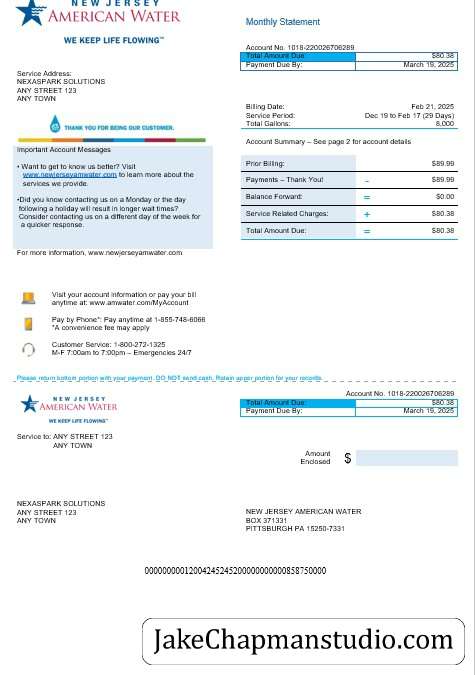 NEW JERSEY
AMERICAN WATER
WE KEEP LIFE FLOWING™
Monthly Statement
Account No. 1018-220026706289
Total Amount Due: $80.38
Payment Due By: March 19, 2025
Service Address:
NEXASPARK SOLUTIONS
ANY STREET 123
ANY TOWN
Billing Date: Feb 21, 2025
Service Period: Dec 19 to Feb 17 (29 Days)
Total Gallons: 8,000
THANK YOU FOR BEING OUR CUSTOMER.
Account Summary – See page 2 for account details
Important Account Messages
• Want to get to know us better? Visit
www.newjerseyamwater.com to learn more about the
services we provide.
•Did you know contacting us on a Monday or the day
following a holiday will result in longer wait times?
Consider contacting us on a different day of the week for
a quicker response.
For more information, www.newjerseyamwater.com
Prior Billing: $89.99
Payments – Thank You! – $89.99
Balance Forward: = $0.00
Service Related Charges: + $80.38
Total Amount Due: = $80.38
Visit your account information or pay your bill
anytime at: www.amwater.com/MyAccount
Pay by Phone*: Pay anytime at 1-855-748-6066
*A convenience fee may apply
Customer Service: 1-800-272-1325
M-F 7:00am to 7:00pm – Emergencies 24/7
Please return bottom portion with your payment. DO NOT send cash. Retain upper portion for your records.
NEW JERSEY
AMERICAN WATER
WE KEEP LIFE FLOWING™
Account No. 1018-220026706289
Total Amount Due: $80.38
Payment Due By: March 19, 2025
Service to: ANY STREET 123
ANY TOWN
Amount
Enclosed $
NEXASPARK SOLUTIONS
ANY STREET 123
ANY TOWN
NEW JERSEY AMERICAN WATER
BOX 371331
PITTSBURGH PA 15250-7331
JakeChapmanstudio.com